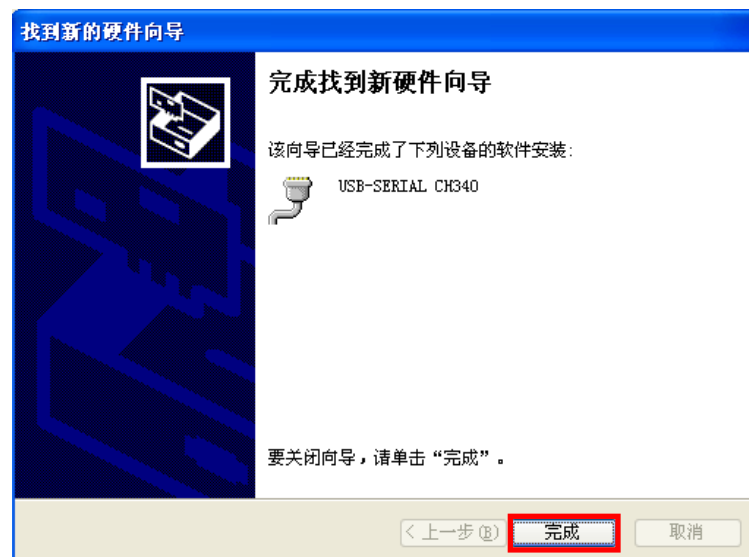 找到新的硬件向导
完成找到新硬件向导
该向导已经完成了下列设备的软件安装:
USB-SERIAL CH340
要关闭向导，请单击“完成”。
<上一步(B)
完成
取消